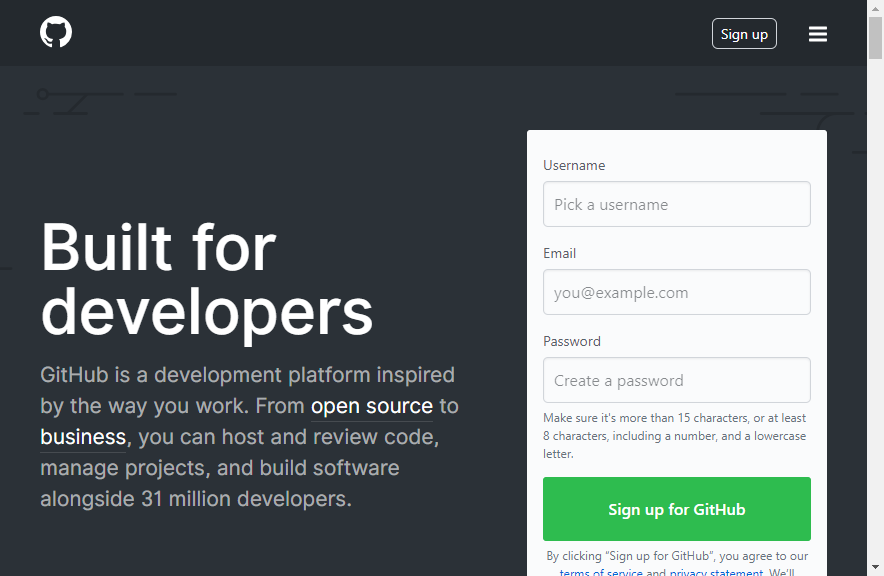 Sign up
Built for
developers
GitHub is a development platform inspired
by the way you work. From open source to
business, you can host and review code,
manage projects, and build software
alongside 31 million developers.
Username
Pick a username
Email
you@example.com
Password
Create a password
Make sure it's more than 15 characters, or at least
8 characters, including a number, and a lowercase
letter.
Sign up for GitHub
By clicking “Sign up for GitHub”, you agree to our
terms of service and privacy statement. We'll